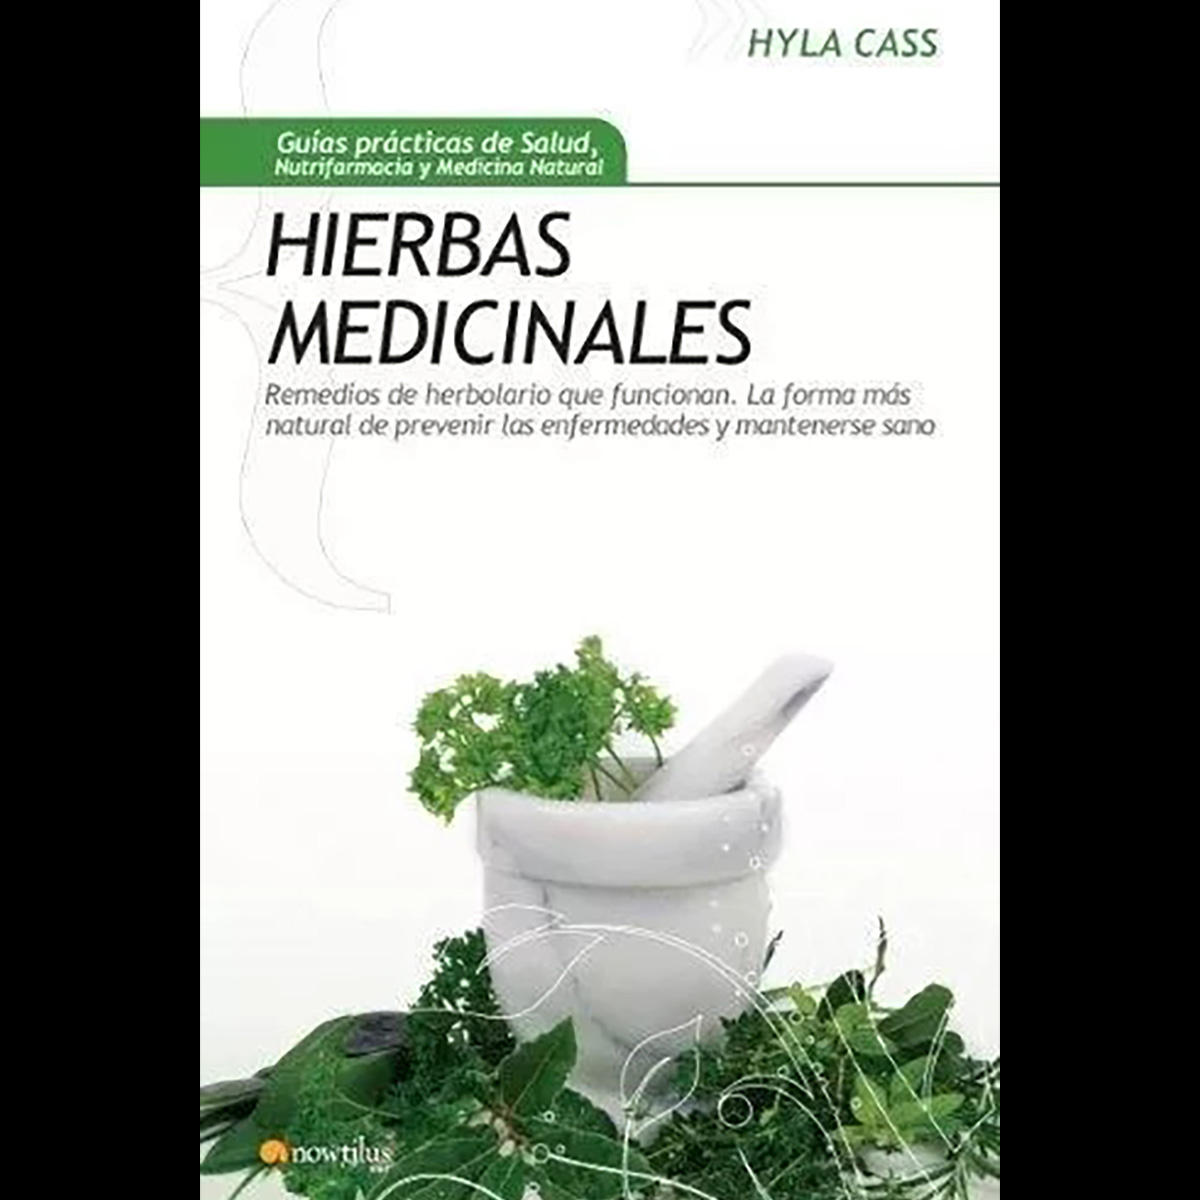 HYLA CASS
Guías prácticas de Salud,
Nutrifarmacia y Medicina Natural
HIERBAS
MEDICINALES
Remedios de herbolario que funcionan. La forma más
natural de prevenir las enfermedades y mantenerse sano
nowtilus